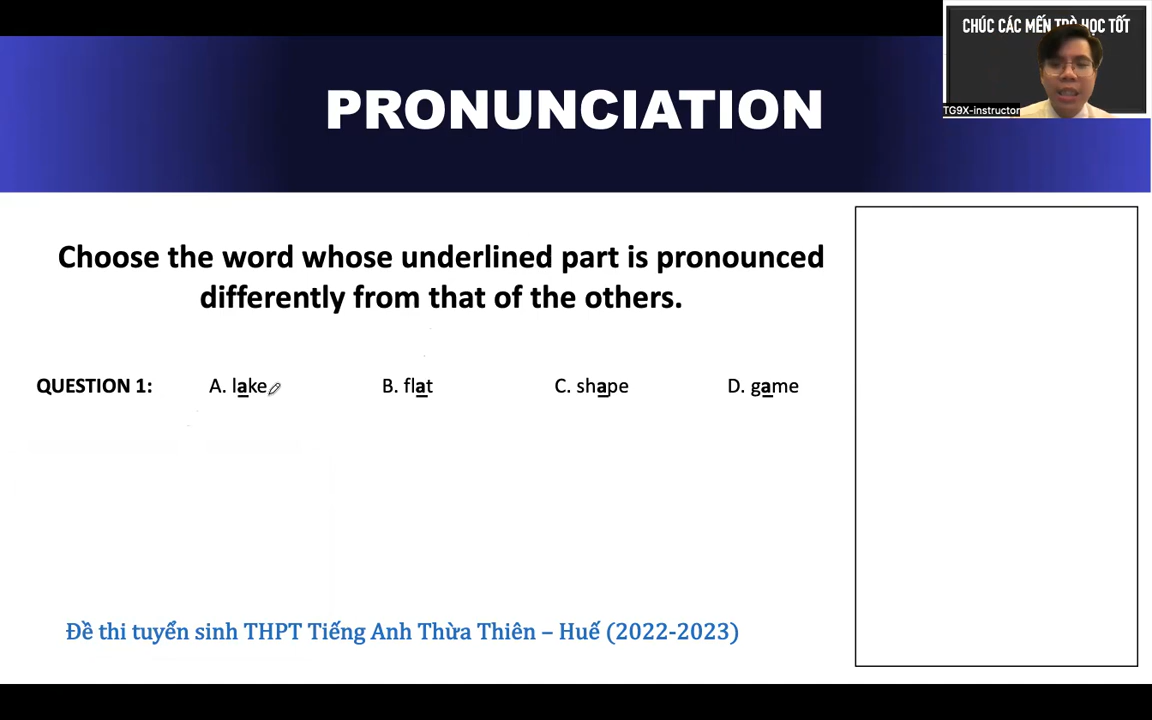 CHÚC CÁC MẾN TRÒ HỌC TỐT
TG9X-instructor
PRONUNCIATION
Choose the word whose underlined part is pronounced
differently from that of the others.
QUESTION 1: A. lake B. flat C. shape D. game
Đề thi tuyển sinh THPT Tiếng Anh Thừa Thiên – Huế (2022-2023)